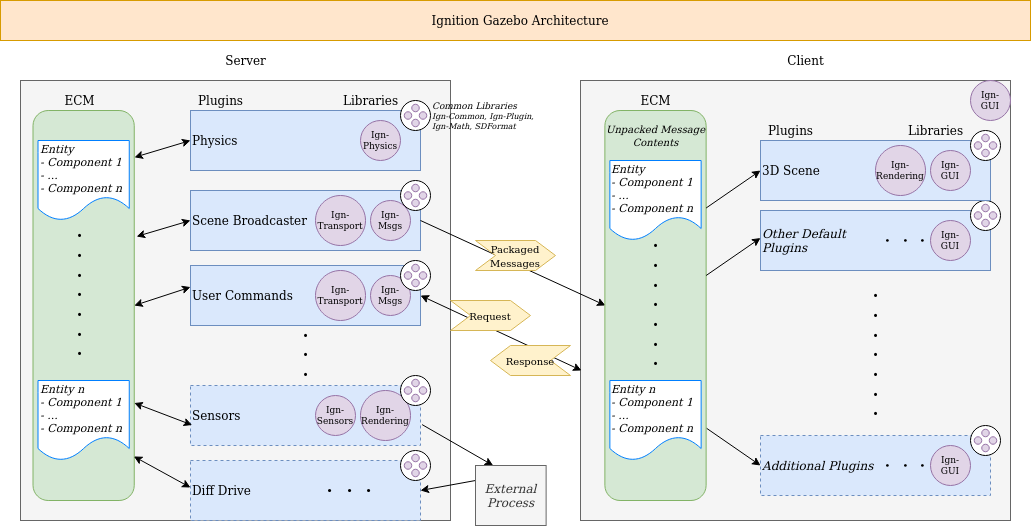 Ignition Gazebo Architecture
Server
Client
ECM
Plugins
Libraries
Common Libraries
Ign-Common, Ign-Plugin,
Ign-Math, SDFormat
Entity
- Component 1
- ...
- Component n
Physics
Ign-
Physics
Scene Broadcaster
Ign-
Transport
Ign-
Msgs
User Commands
Ign-
Transport
Ign-
Msgs
Entity n
- Component 1
- ...
- Component n
Sensors
Ign-
Sensors
Ign-
Rendering
Diff Drive
. . .
Packaged
Messages
Request
Response
External
Process
ECM
Unpacked Message
Contents
Entity
- Component 1
- ...
- Component n
Entity n
- Component 1
- ...
- Component n
Ign-
GUI
Plugins
Libraries
3D Scene
Ign-
Rendering
Ign-
GUI
Other Default
Plugins
. . .
Ign-
GUI
Additional Plugins
. . .
Ign-
GUI